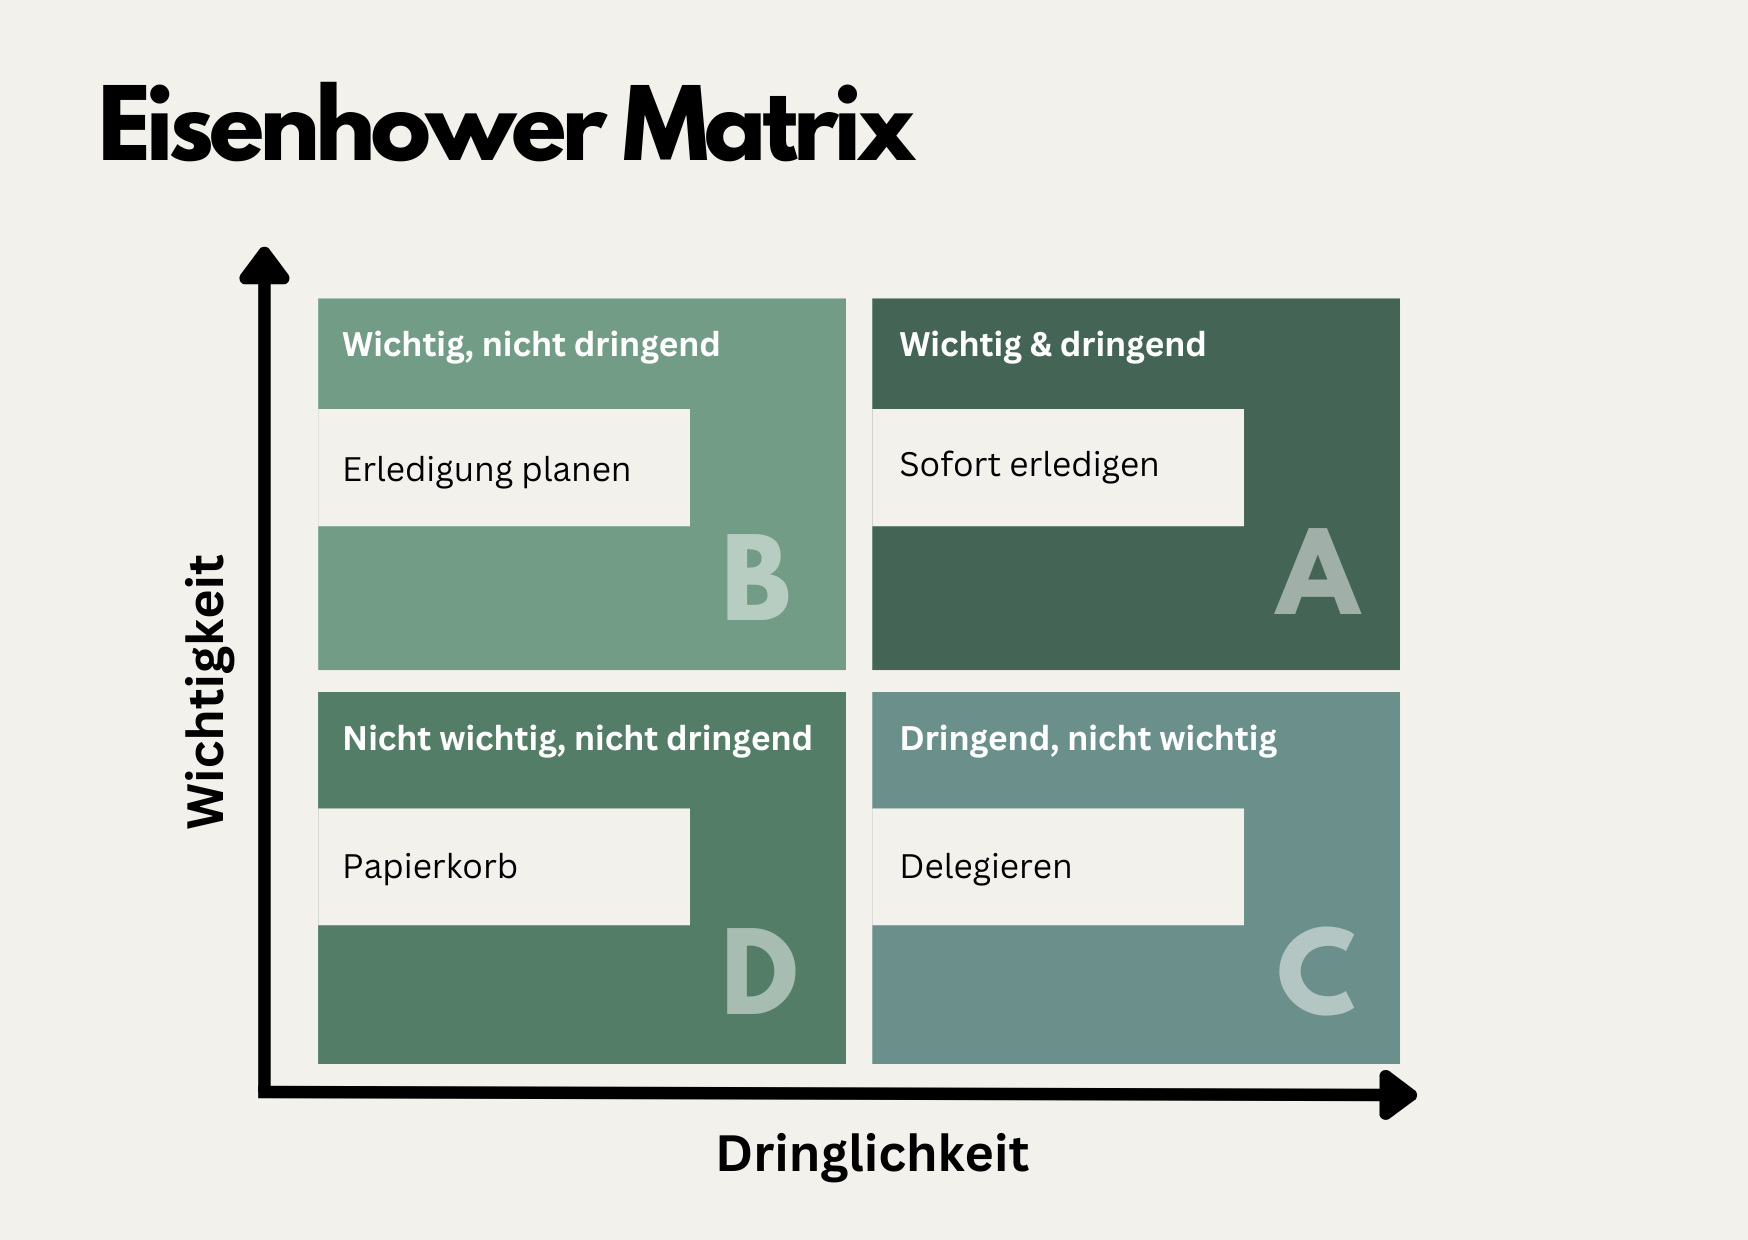 Eisenhower Matrix
Wichtigkeit
Wichtig, nicht dringend
Erledigung planen
B
Wichtig & dringend
Sofort erledigen
A
Nicht wichtig, nicht dringend
Papierkorb
D
Dringend, nicht wichtig
Delegieren
C
Dringlichkeit